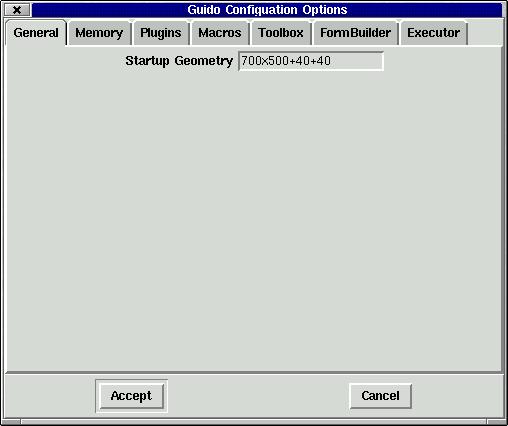 Guido Configuation Options
General Memory Plugins Macros Toolbox FormBuilder Executor
Startup Geometry 700x500+40+40
Accept Cancel